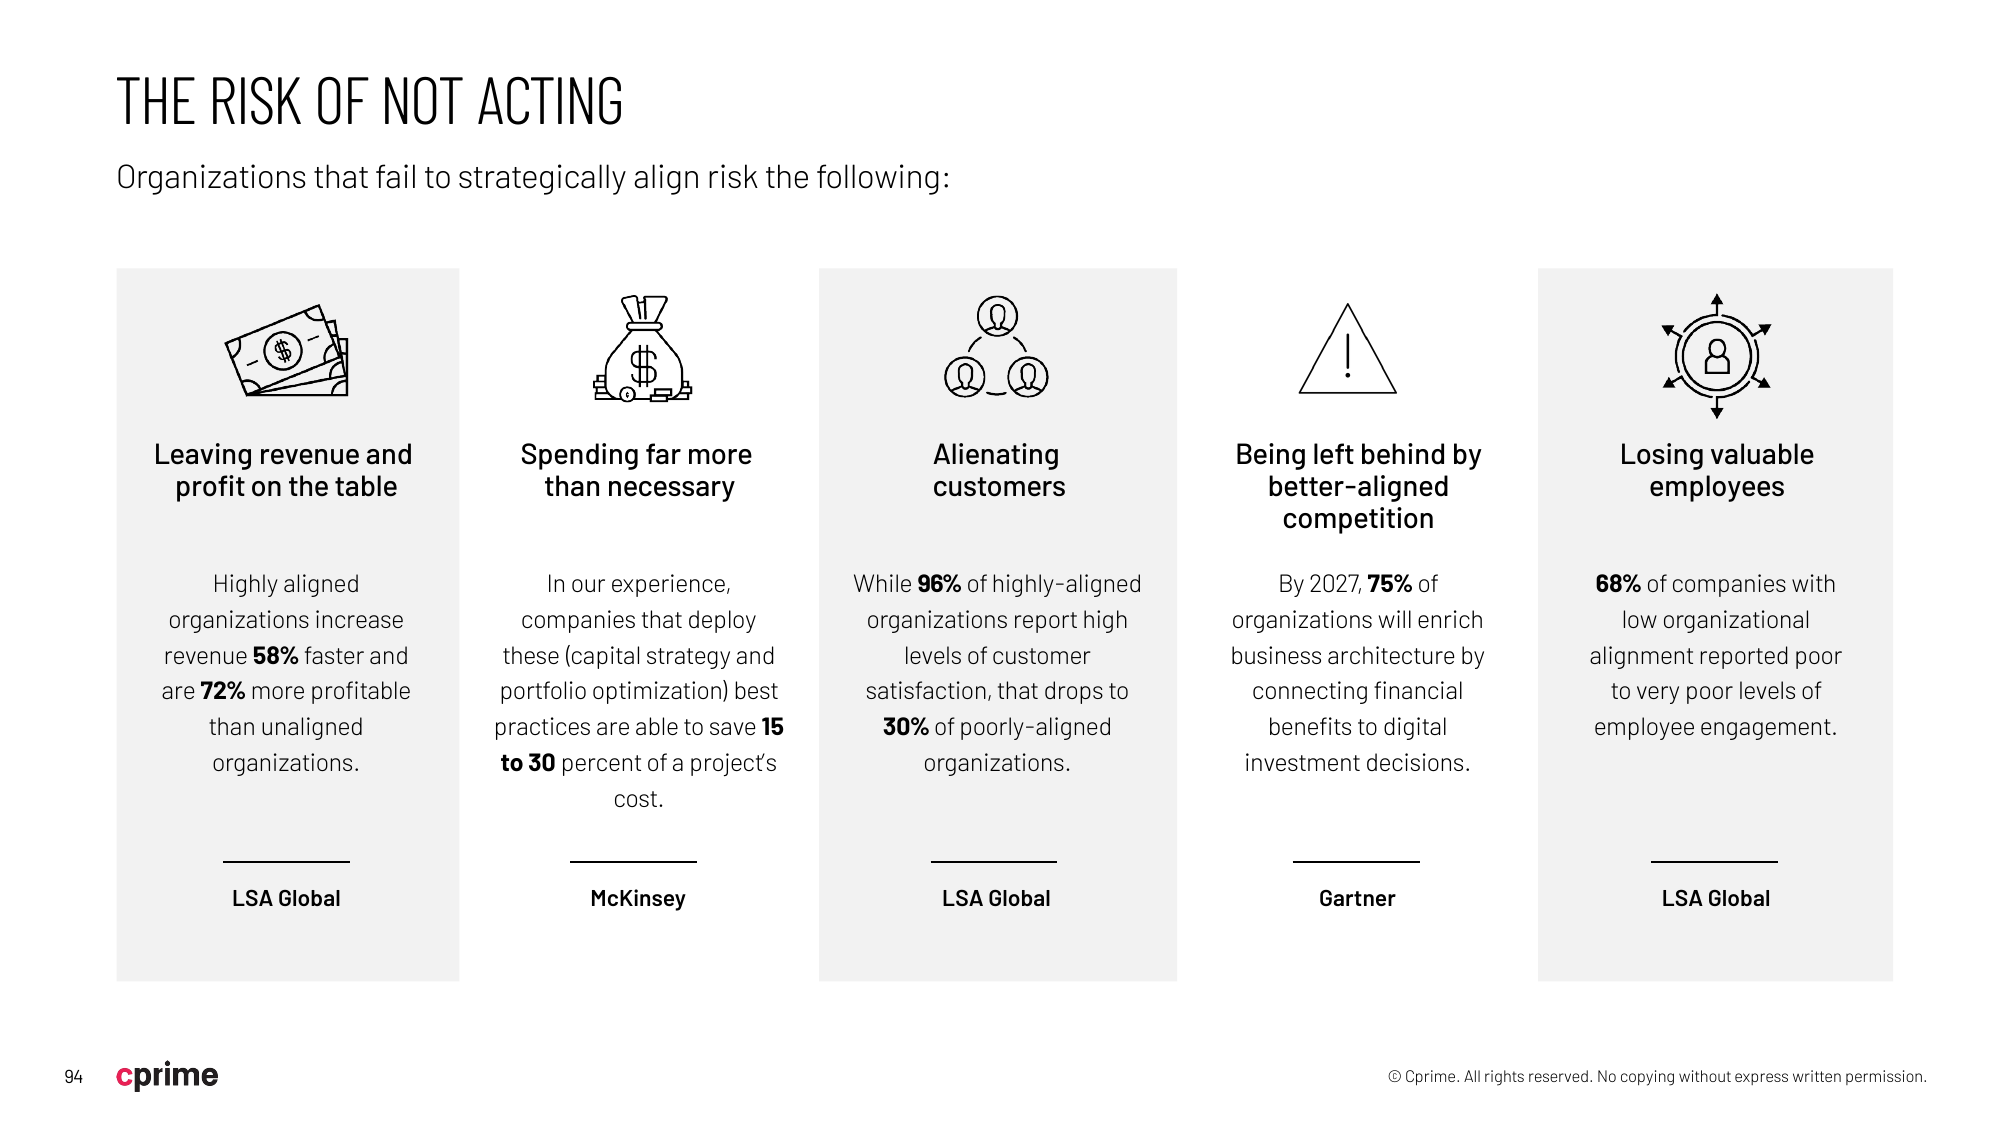 THE RISK OF NOT ACTING
Organizations that fail to strategically align risk the following:
Leaving revenue and
profit on the table
Highly aligned
organizations increase
revenue 58% faster and
are 72% more profitable
than unaligned
organizations.
LSA Global
Spending far more
than necessary
In our experience,
companies that deploy
these (capital strategy and
portfolio optimization) best
practices are able to save 15
to 30 percent of a project's
cost.
McKinsey
Alienating
customers
While 96% of highly-aligned
organizations report high
levels of customer
satisfaction, that drops to
30% of poorly-aligned
organizations.
LSA Global
Being left behind by
better-aligned
competition
By 2027, 75% of
organizations will enrich
business architecture by
connecting financial
benefits to digital
investment decisions.
Gartner
Losing valuable
employees
68% of companies with
low organizational
alignment reported poor
to very poor levels of
employee engagement.
LSA Global
94
cprime
© Cprime. All rights reserved. No copying without express written permission.